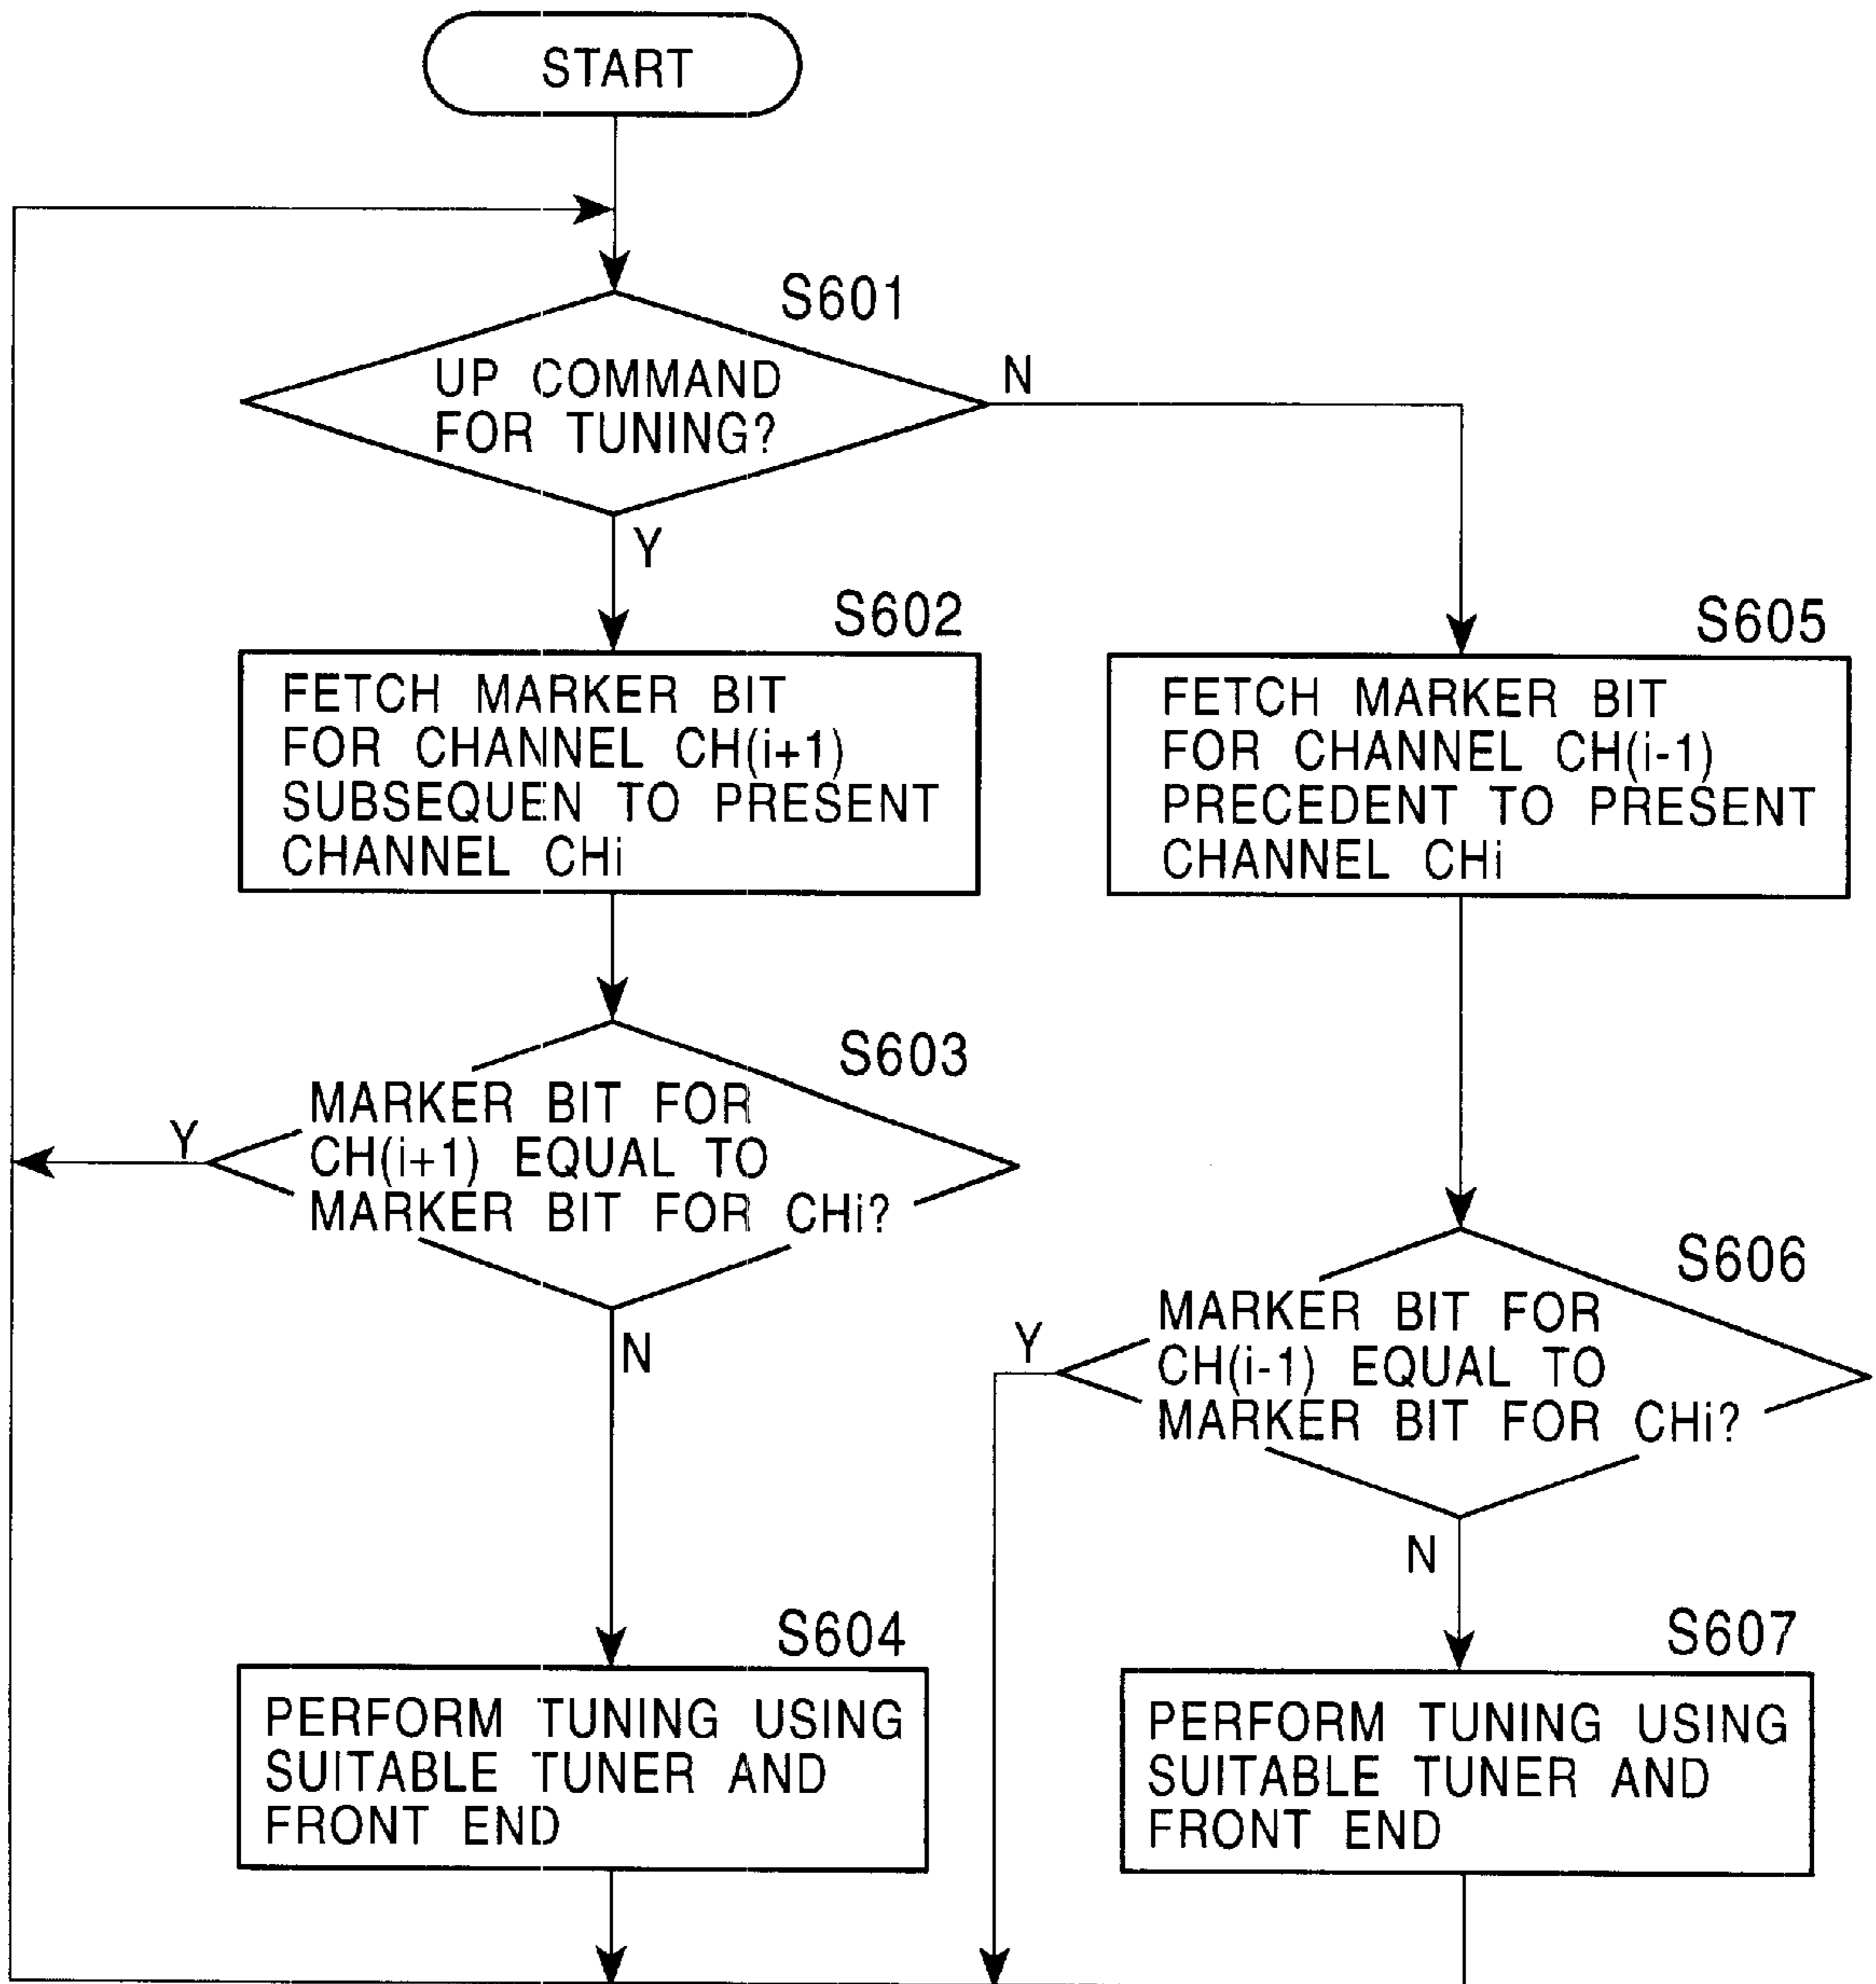 START
S601
UP COMMAND
FOR TUNING?
N
Y
S602
FETCH MARKER BIT
FOR CHANNEL CH(i+1)
SUBSEQUEN TO PRESENT
CHANNEL CHi
S605
FETCH MARKER BIT
FOR CHANNEL CH(i-1)
PRECEDENT TO PRESENT
CHANNEL CHi
S603
MARKER BIT FOR
CH(i+1) EQUAL TO
MARKER BIT FOR CHi?
Y
N
S606
MARKER BIT FOR
CH(i-1) EQUAL TO
MARKER BIT FOR CHi?
Y
N
S604
PERFORM TUNING USING
SUITABLE TUNER AND
FRONT END
S607
PERFORM TUNING USING
SUITABLE TUNER AND
FRONT END